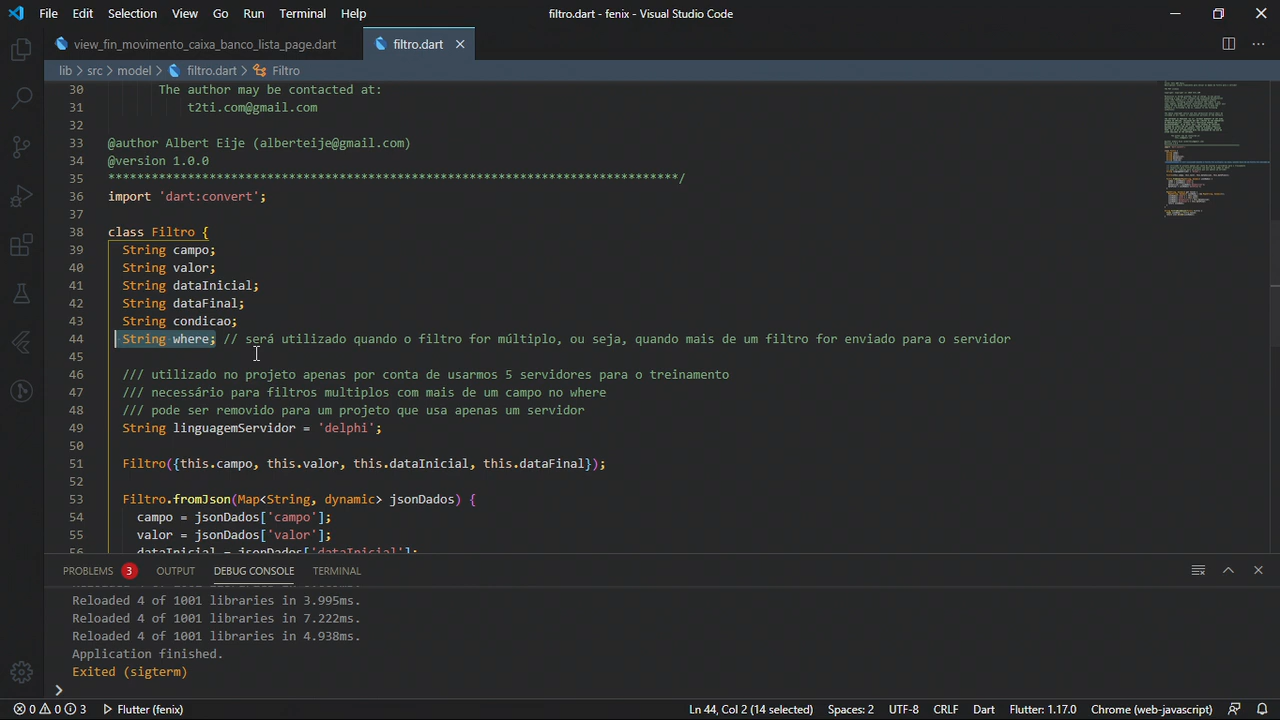 File Edit Selection View Go Run Terminal Help filtro.dart - fenix - Visual Studio Code
view_fin_movimento_caixa_banco_lista_page.dart filtro.dart
lib > src > model > filtro.dart > Filtro
30 The author may be contacted at:
31 t2ti.com@gmail.com
32
33 @author Albert Eije (alberteije@gmail.com)
34 @version 1.0.0
35 *******************************************************************************/
36 import 'dart:convert';
37
38 class Filtro {
39 String campo;
40 String valor;
41 String dataInicial;
42 String dataFinal;
43 String condicao;
44 String where; // será utilizado quando o filtro for múltiplo, ou seja, quando mais de um filtro for enviado para o servidor
45
46 /// utilizado no projeto apenas por conta de usarmos 5 servidores para o treinamento
47 /// necessário para filtros multiplos com mais de um campo no where
48 /// pode ser removido para um projeto que usa apenas um servidor
49 String linguagemServidor = 'delphi';
50
51 Filtro({this.campo, this.valor, this.dataInicial, this.dataFinal});
52
53 Filtro.fromJson(Map<String, dynamic> jsonDados) {
54 campo = jsonDados['campo'];
55 valor = jsonDados['valor'];
56 dataInicial = jsonDados['dataInicial'];
PROBLEMS 3 OUTPUT DEBUG CONSOLE TERMINAL
Reloaded 4 of 1001 libraries in 3.995ms.
Reloaded 4 of 1001 libraries in 7.222ms.
Reloaded 4 of 1001 libraries in 4.938ms.
Application finished.
Exited (sigterm)
>
0 0 3 Flutter (fenix) Ln 44, Col 2 (14 selected) Spaces: 2 UTF-8 CRLF Dart Flutter: 1.17.0 Chrome (web-javascript)